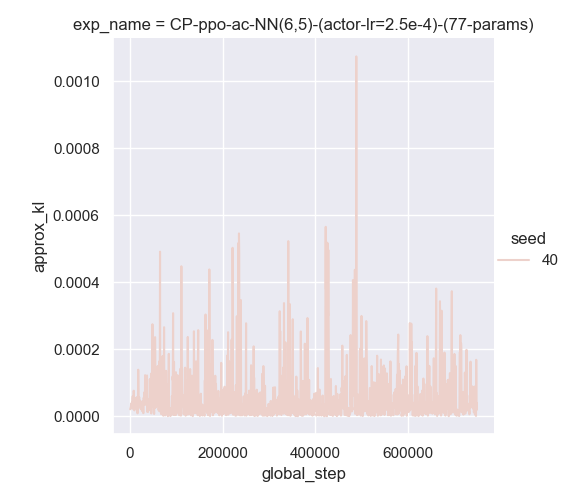 exp_name = CP-ppo-ac-NN(6,5)-(actor-lr=2.5e-4)-(77-params)
0.0010
0.0008
0.0006
0.0004
0.0002
0.0000
approx_kl
0
200000
400000
600000
global_step
seed
40